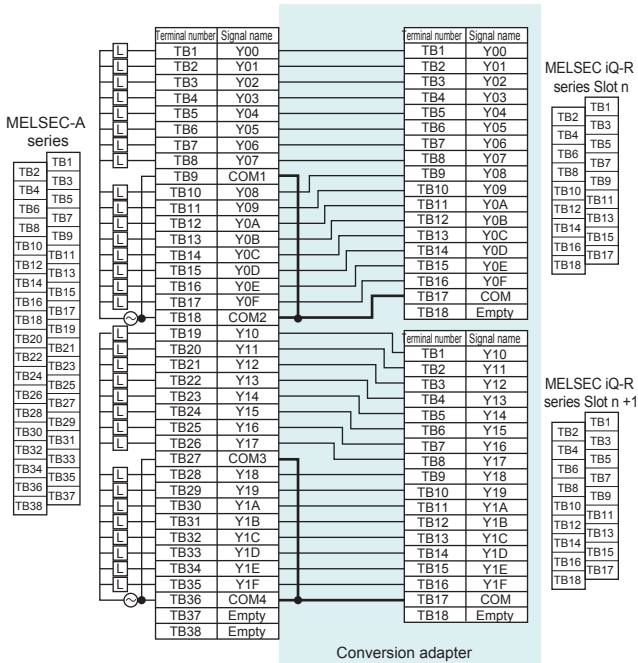 MELSEC-A
series
TB1
TB2
TB3
TB4
TB5
TB6
TB7
TB8
TB9
TB10
TB11
TB12
TB13
TB14
TB15
TB16
TB17
TB18
TB19
TB20
TB21
TB22
TB23
TB24
TB25
TB26
TB27
TB28
TB29
TB30
TB31
TB32
TB33
TB34
TB35
TB36
TB37
TB38
Terminal number Signal name
L TB1 Y00
L TB2 Y01
L TB3 Y02
L TB4 Y03
L TB5 Y04
L TB6 Y05
L TB7 Y06
L TB8 Y07
TB9 COM1
L TB10 Y08
L TB11 Y09
L TB12 Y0A
L TB13 Y0B
L TB14 Y0C
L TB15 Y0D
L TB16 Y0E
L TB17 Y0F
TB18 COM2
L TB19 Y10
L TB20 Y11
L TB21 Y12
L TB22 Y13
L TB23 Y14
L TB24 Y15
L TB25 Y16
L TB26 Y17
TB27 COM3
L TB28 Y18
L TB29 Y19
L TB30 Y1A
L TB31 Y1B
L TB32 Y1C
L TB33 Y1D
L TB34 Y1E
L TB35 Y1F
TB36 COM4
TB37 Empty
TB38 Empty
Terminal number Signal name
TB1 Y00
TB2 Y01
TB3 Y02
TB4 Y03
TB5 Y04
TB6 Y05
TB7 Y06
TB8 Y07
TB9 Y08
TB10 Y09
TB11 Y0A
TB12 Y0B
TB13 Y0C
TB14 Y0D
TB15 Y0E
TB16 Y0F
TB17 COM
TB18 Empty
Terminal number Signal name
TB1 Y10
TB2 Y11
TB3 Y12
TB4 Y13
TB5 Y14
TB6 Y15
TB7 Y16
TB8 Y17
TB9 Y18
TB10 Y19
TB11 Y1A
TB12 Y1B
TB13 Y1C
TB14 Y1D
TB15 Y1E
TB16 Y1F
TB17 COM
TB18 Empty
Conversion adapter
MELSEC iQ-R
series Slot n
TB1
TB2
TB3
TB4
TB5
TB6
TB7
TB8
TB9
TB10
TB11
TB12
TB13
TB14
TB15
TB16
TB17
TB18
MELSEC iQ-R
series Slot n +1
TB1
TB2
TB3
TB4
TB5
TB6
TB7
TB8
TB9
TB10
TB11
TB12
TB13
TB14
TB15
TB16
TB17
TB18